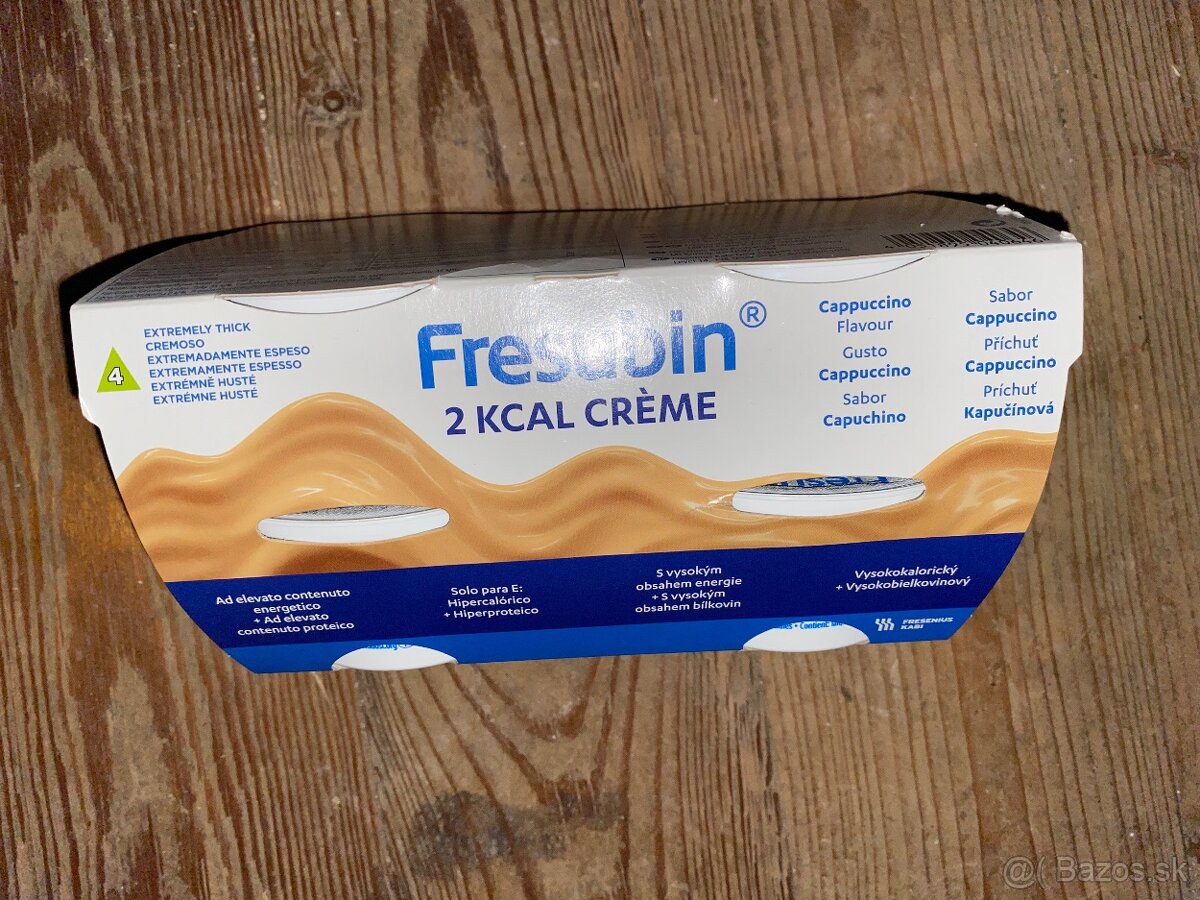 EXTREMELY THICK
CREMOSO
EXTREMADAMENTE ESPESO
EXTREMAMENTE ESPESSO
EXTRÉMNĚ HUSTÉ
EXTRÉMNE HUSTÉ
4
Fresubin®
2 KCAL CRÈME
Cappuccino
Flavour
Gusto
Cappuccino
Sabor
Capuchino
Sabor
Cappuccino
Příchuť
Cappuccino
Príchuť
Kapučínová
Ad elevato contenuto
energetico
+ Ad elevato
contenuto proteico
Solo para E:
Hipercalórico
+ Hiperproteico
S vysokým
obsahem energie
+ S vysokým
obsahem bílkovin
Vysokokalorický
+ Vysokobielkovinový
FRESENIUS
KABI
@( Bazos.sk